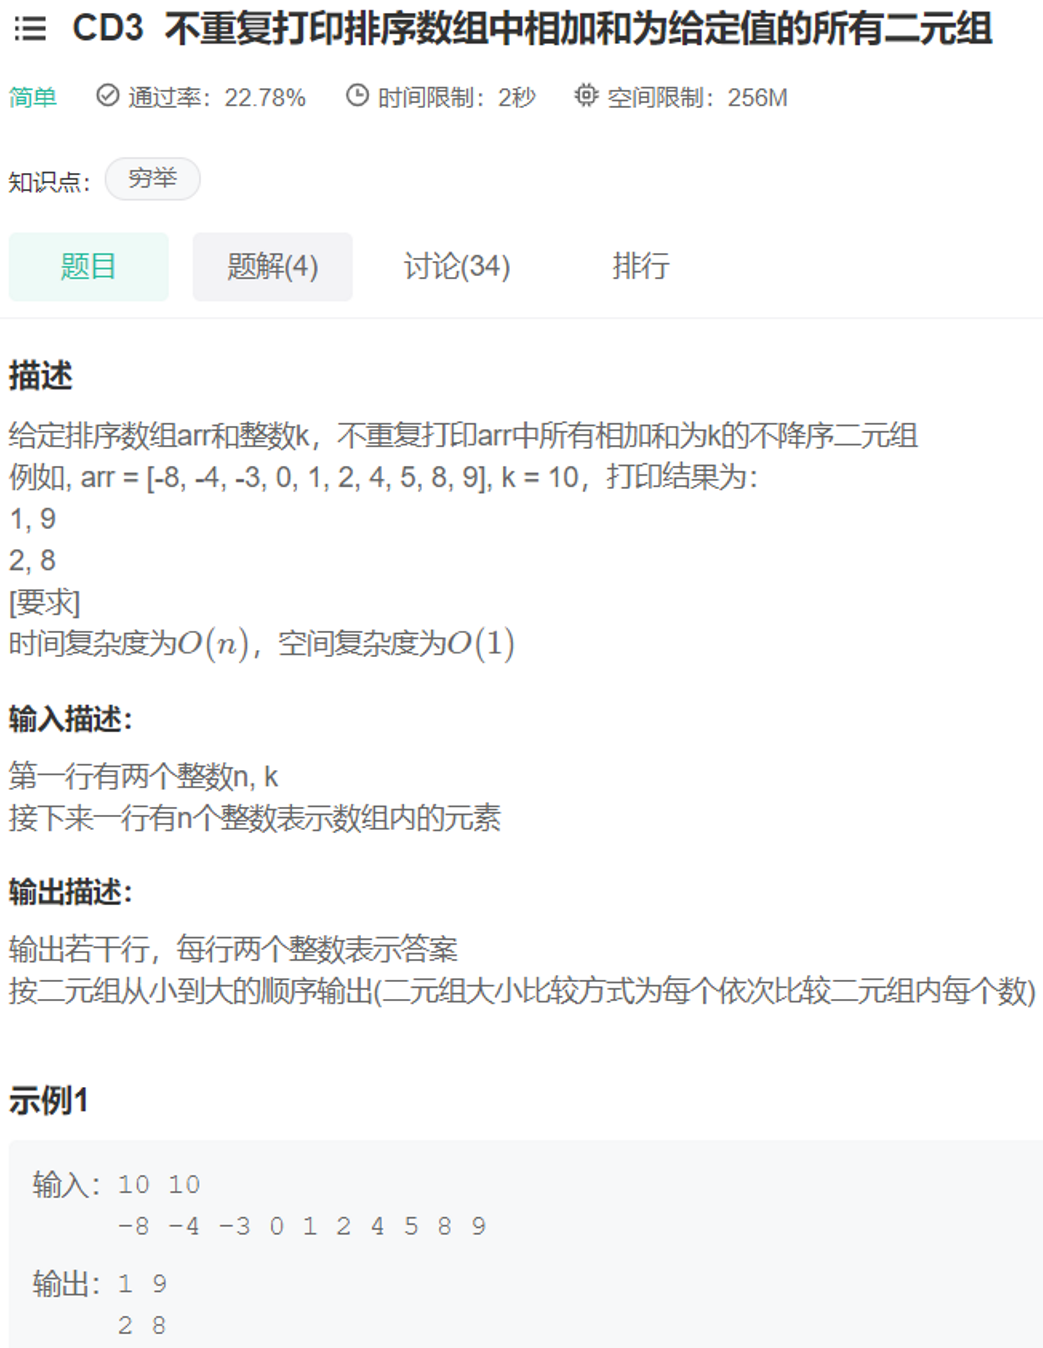 CD3 不重复打印排序数组中相加和为给定值的所有二元组
简单 通过率：22.78% 时间限制：2秒 空间限制：256M
知识点： 穷举
题目 题解(4) 讨论(34) 排行
描述
给定排序数组arr和整数k，不重复打印arr中所有相加和为k的不降序二元组
例如, arr = [-8, -4, -3, 0, 1, 2, 4, 5, 8, 9], k = 10，打印结果为：
1, 9
2, 8
[要求]
时间复杂度为O(n)，空间复杂度为O(1)
输入描述：
第一行有两个整数n, k
接下来一行有n个整数表示数组内的元素
输出描述：
输出若干行，每行两个整数表示答案
按二元组从小到大的顺序输出(二元组大小比较方式为每个依次比较二元组内每个数)
示例1
输入：10 10
-8 -4 -3 0 1 2 4 5 8 9
输出：1 9
2 8